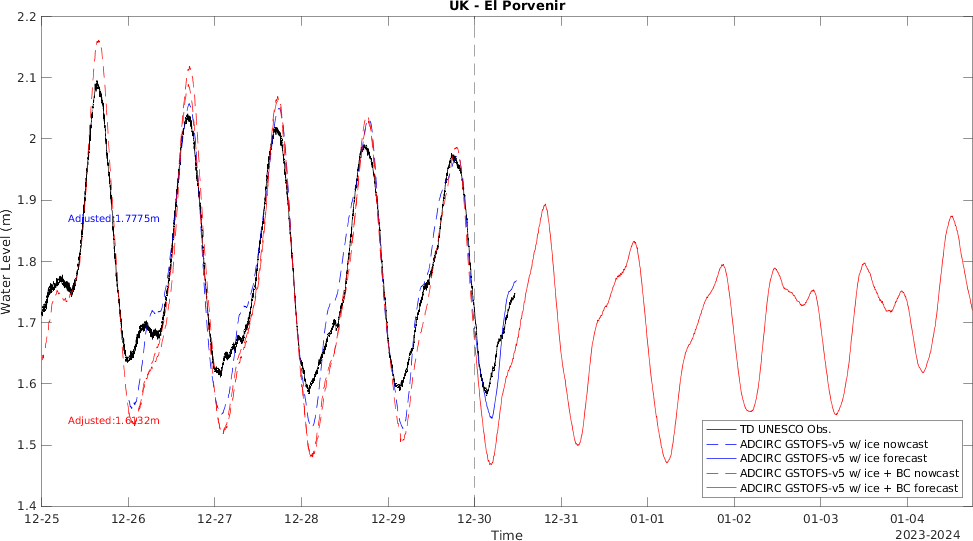 UK - El Porvenir
2.2
2.1
2
1.9
1.8
1.7
1.6
1.5
1.4
Water Level (m)
Adjusted:1.7775m
TD UNESCO Obs.
ADCIRC GSTOFS-v5 w/ ice nowcast
ADCIRC GSTOFS-v5 w/ ice forecast
ADCIRC GSTOFS-v5 w/ ice + BC nowcast
ADCIRC GSTOFS-v5 w/ ice + BC forecast
12-25 12-26 12-27 12-28 12-29 12-30 12-31 01-01 01-02 01-03 01-04
Time
2023-2024